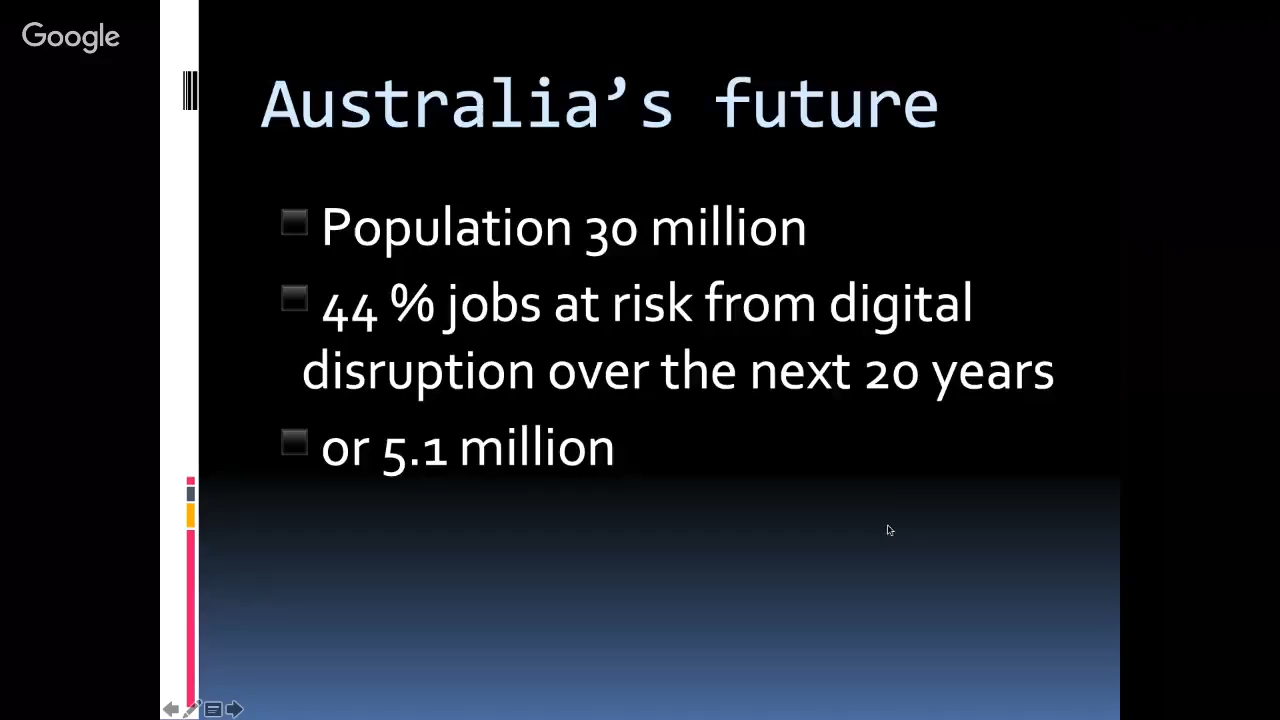 Google
Australia’s future
Population 30 million
44 % jobs at risk from digital
disruption over the next 20 years
or 5.1 million